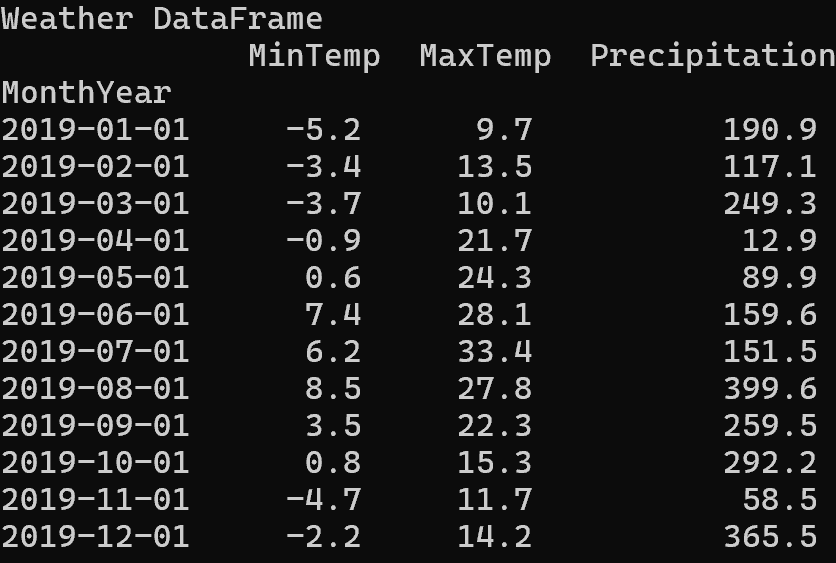 Weather DataFrame
MinTemp MaxTemp Precipitation
MonthYear
2019-01-01 -5.2 9.7 190.9
2019-02-01 -3.4 13.5 117.1
2019-03-01 -3.7 10.1 249.3
2019-04-01 -0.9 21.7 12.9
2019-05-01 0.6 24.3 89.9
2019-06-01 7.4 28.1 159.6
2019-07-01 6.2 33.4 151.5
2019-08-01 8.5 27.8 399.6
2019-09-01 3.5 22.3 259.5
2019-10-01 0.8 15.3 292.2
2019-11-01 -4.7 11.7 58.5
2019-12-01 -2.2 14.2 365.5